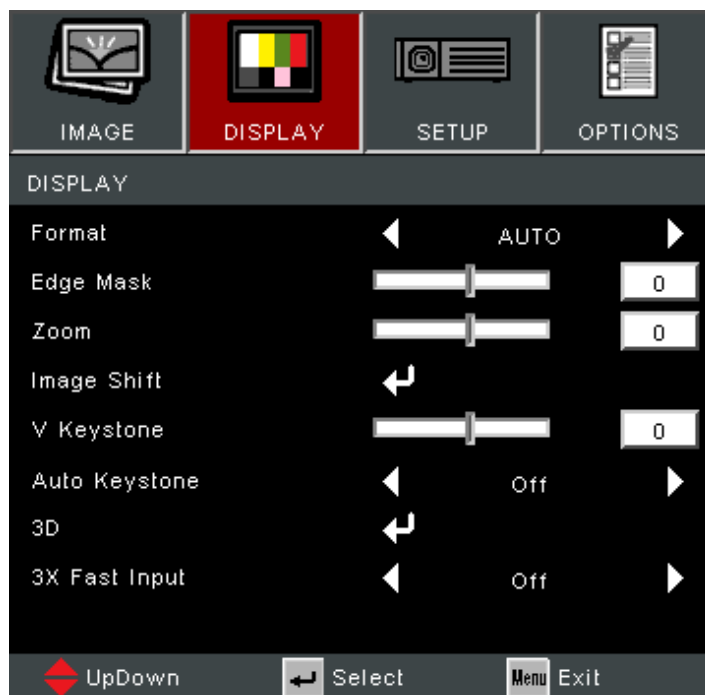 IMAGE DISPLAY SETUP OPTIONS
DISPLAY
Format AUTO
Edge Mask 0
Zoom 0
Image Shift
V Keystone 0
Auto Keystone Off
3D
3X Fast Input Off
UpDown Select Menu Exit